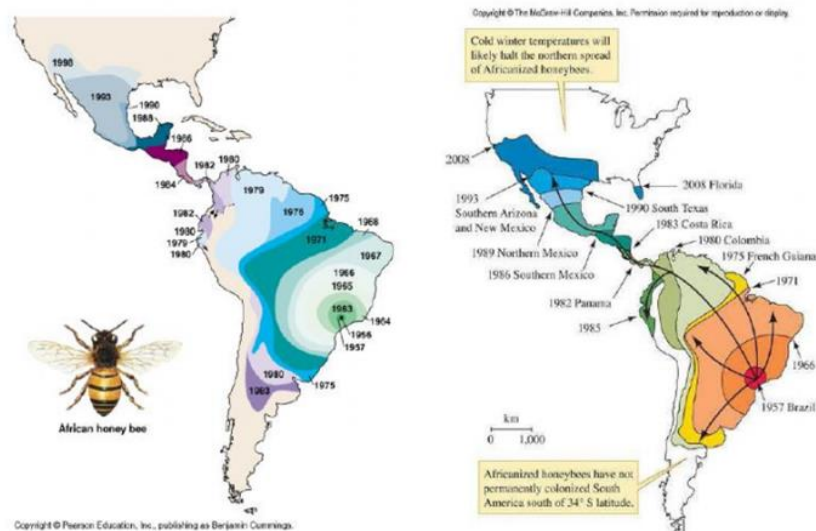 1998
1993
1990
1988
1986
1984
1982
1980
1979
1975
1976
1982
1980
1979
1980
1971
1968
1967
1966
1965
1963
1964
1956
1957
1975
1980
1983
African honey bee
Copyright © Pearson Education, Inc., publishing as Benjamin Cummings.
Copyright © The McGraw-Hill Companies, Inc. Permission required for reproduction or display.
Cold winter temperatures will
likely halt the northern spread
of Africanized honeybees.
2008
2008 Florida
1993
Southern Arizona
and New Mexico
1990 South Texas
1983 Costa Rica
1989 Northern Mexico
1980 Colombia
1986 Southern Mexico
1975 French Guiana
1982 Panama
1971
1985
1966
1957 Brazil
km
0 1,000
Africanized honeybees have not
permanently colonized South
America south of 34° S latitude.